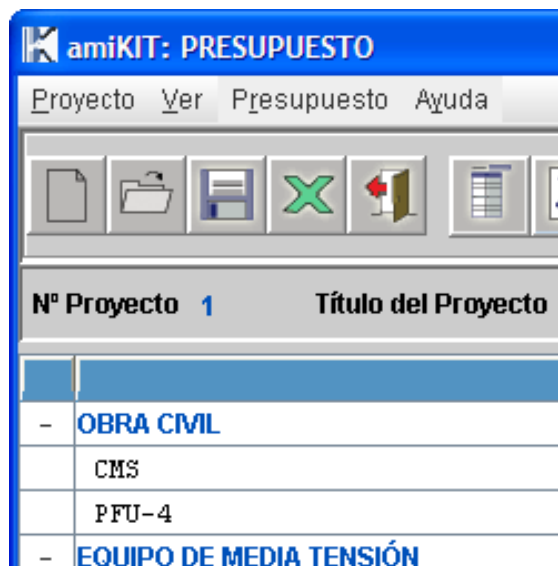 amiKIT: PRESUPUESTO
Proyecto Ver Presupuesto Ayuda
Nº Proyecto 1 Título del Proyecto
- OBRA CIVIL
CMS
PFU-4
- EQUIPO DE MEDIA TENSIÓN